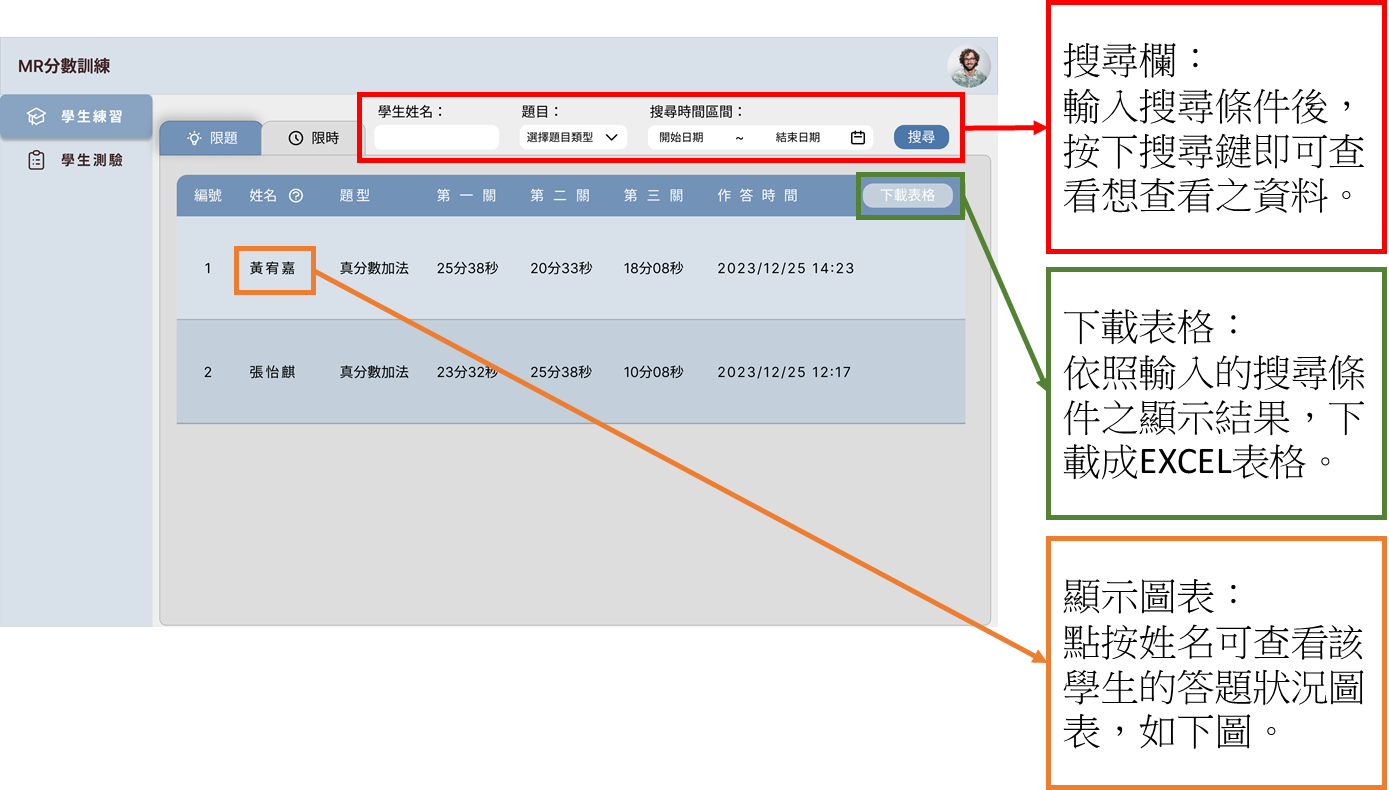 MR分數訓練
學生練習
學生測驗
限題
限時
學生姓名：
題目：
搜尋時間區間：
選擇題目類型
開始日期 ~ 結束日期
搜尋
編號 姓名 題型 第一關 第二關 第三關 作答時間 下載表格
1 黃宥嘉 真分數加法 25分38秒 20分33秒 18分08秒 2023/12/25 14:23
2 張怡麒 真分數加法 23分32秒 25分38秒 10分08秒 2023/12/25 12:17
搜尋欄：
輸入搜尋條件後，
按下搜尋鍵即可查
看想查看之資料。
下載表格：
依照輸入的搜尋條
件之顯示結果，下
載成EXCEL表格。
顯示圖表：
點按姓名可查看該
學生的答題狀況圖
表，如下圖。